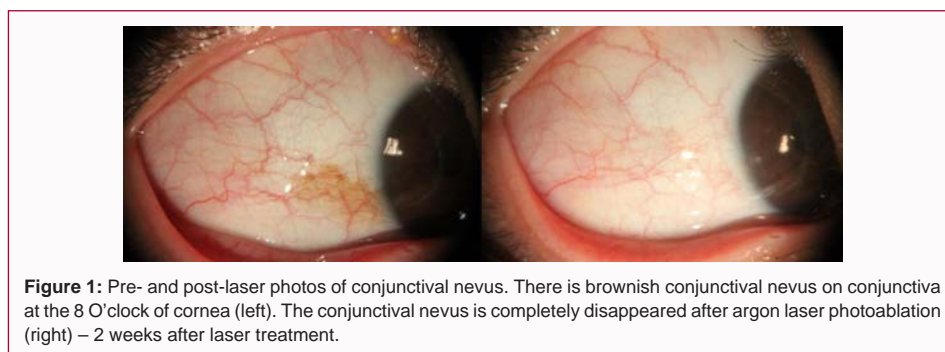 Figure 1: Pre- and post-laser photos of conjunctival nevus. There is brownish conjunctival nevus on conjunctiva
at the 8 O'clock of cornea (left). The conjunctival nevus is completely disappeared after argon laser photoablation
(right) – 2 weeks after laser treatment.